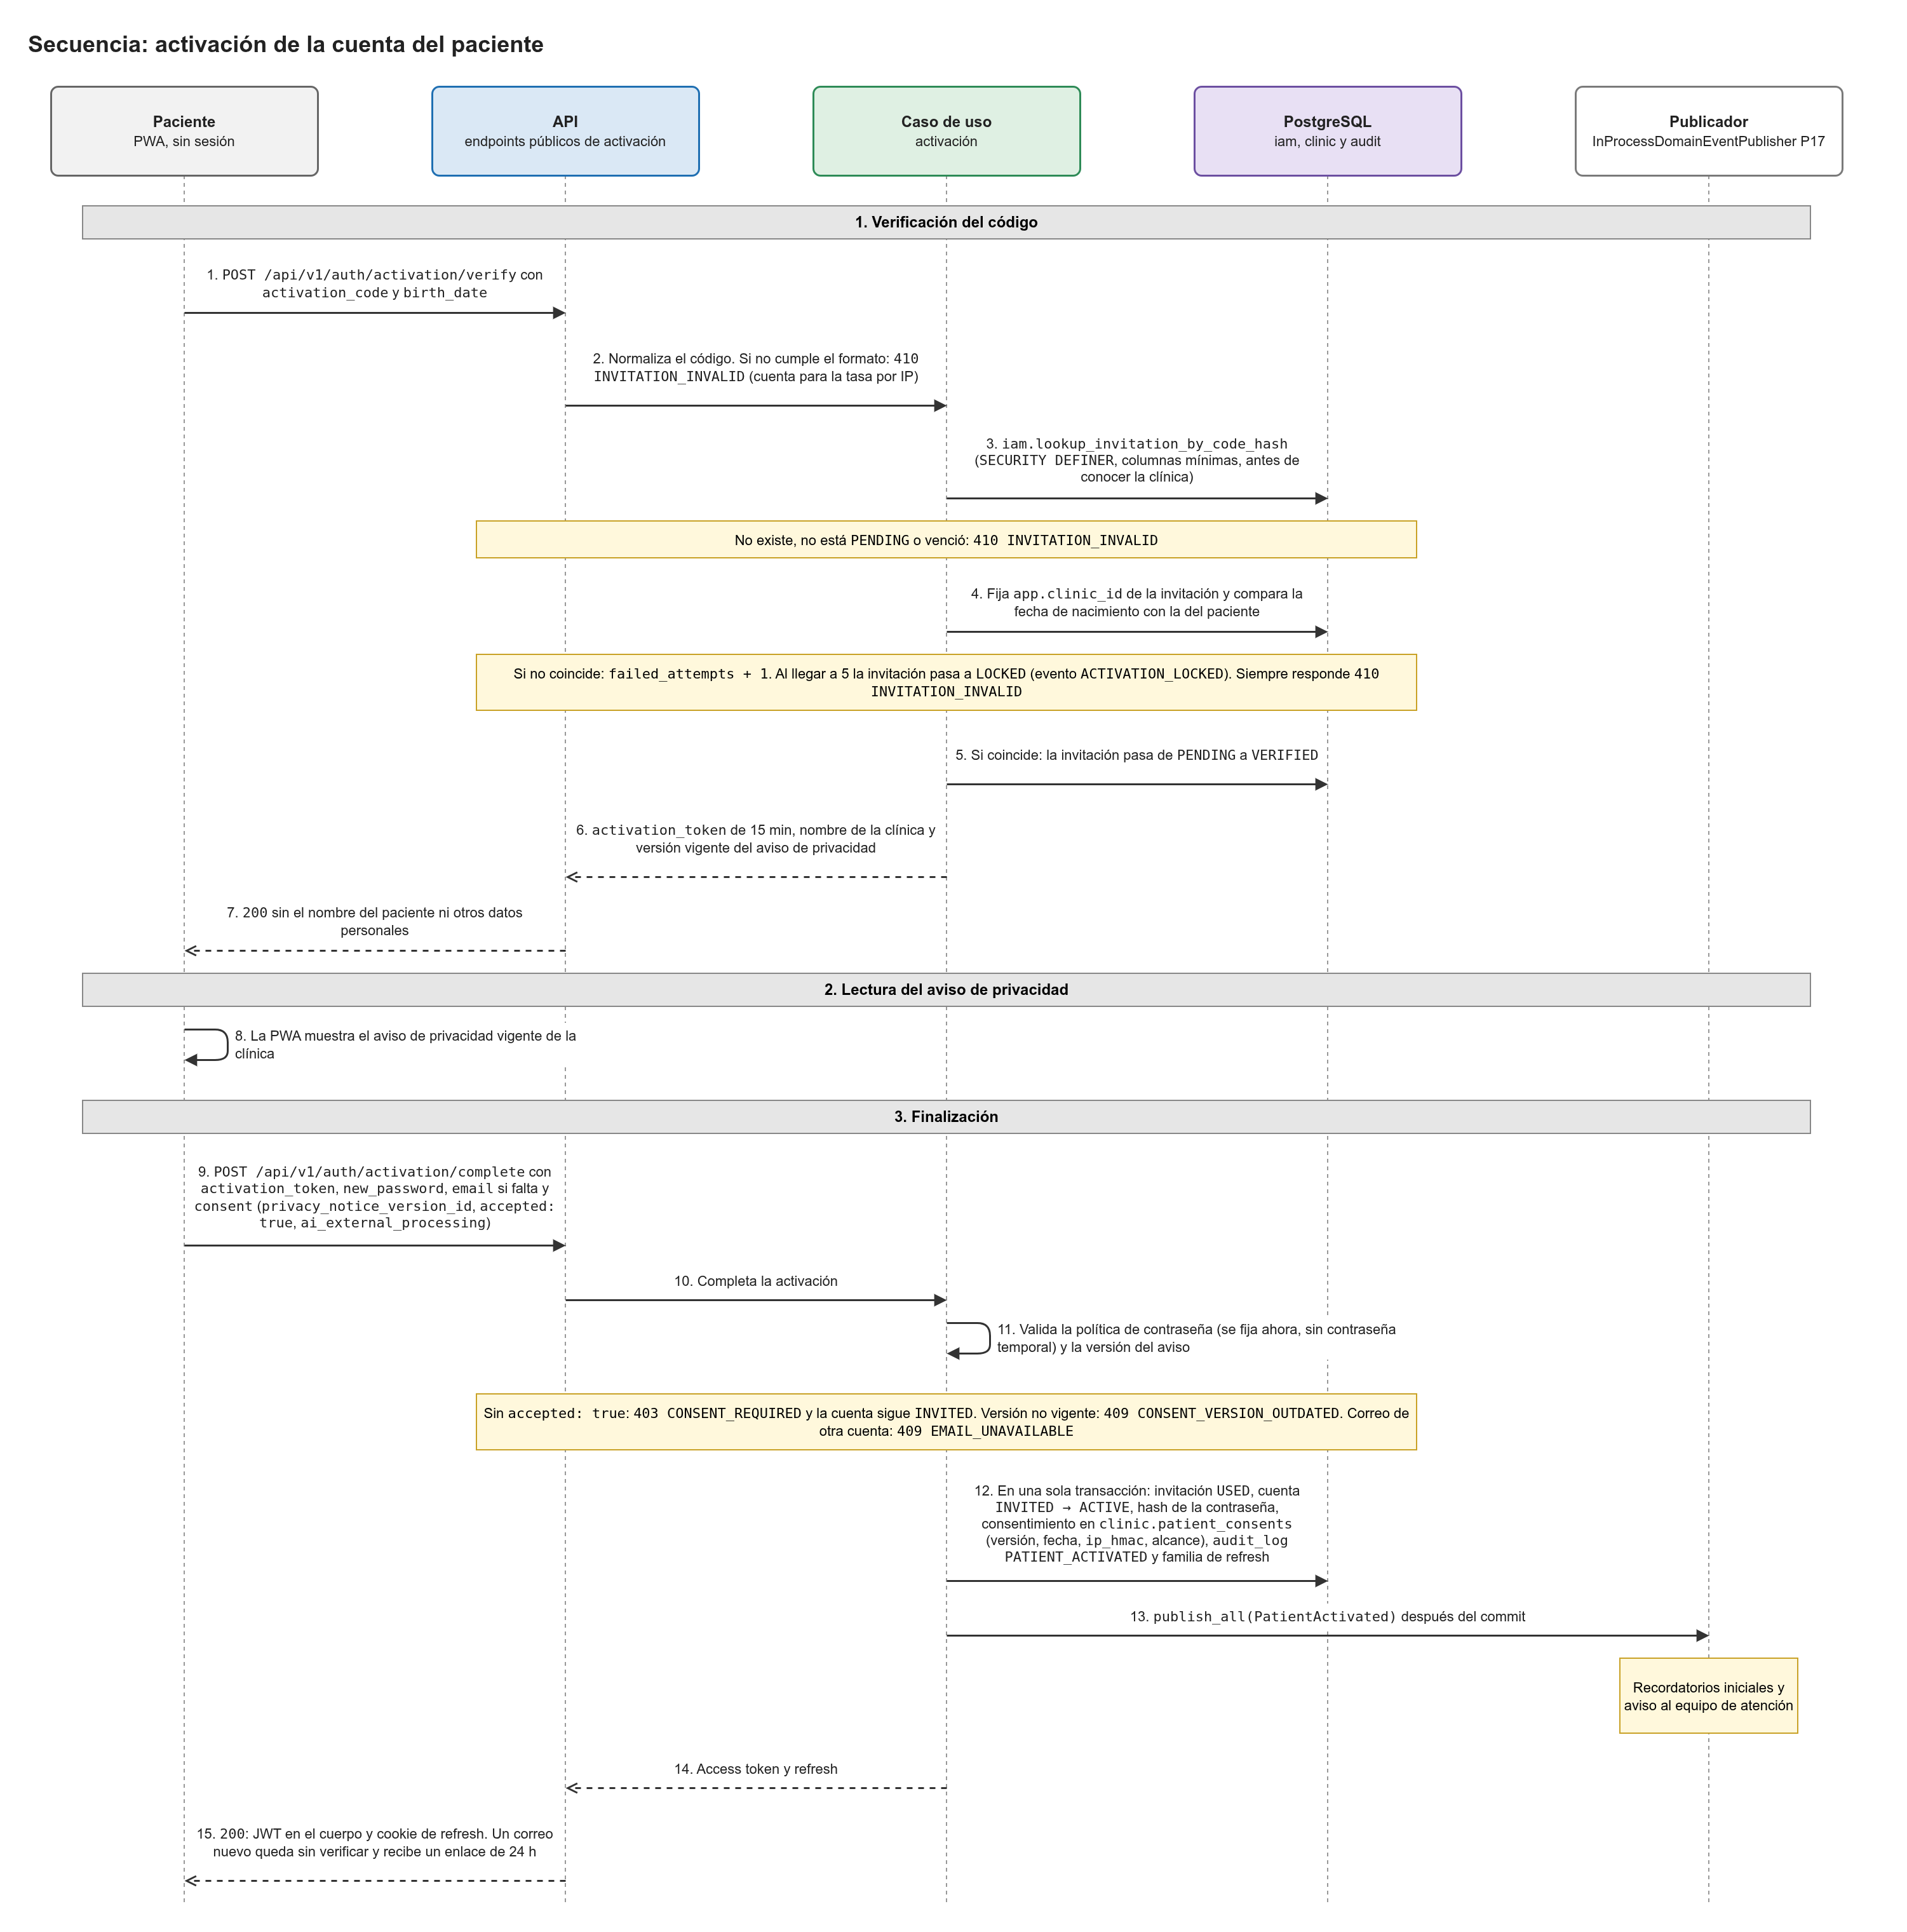 Secuencia: activación de la cuenta del paciente
Paciente
PWA, sin sesión
API
endpoints públicos de activación
Caso de uso
activación
PostgreSQL
iam, clinic y audit
Publicador
InProcessDomainEventPublisher P17
1. Verificación del código
1. POST /api/v1/auth/activation/verify con
activation_code y birth_date
2. Normaliza el código. Si no cumple el formato: 410
INVITATION_INVALID (cuenta para la tasa por IP)
3. iam.lookup_invitation_by_code_hash
(SECURITY DEFINER, columnas mínimas, antes de
conocer la clínica)
No existe, no está PENDING o venció: 410 INVITATION_INVALID
4. Fija app.clinic_id de la invitación y compara la
fecha de nacimiento con la del paciente
Si no coincide: failed_attempts + 1. Al llegar a 5 la invitación pasa a LOCKED (evento ACTIVATION_LOCKED). Siempre responde 410
INVITATION_INVALID
5. Si coincide: la invitación pasa de PENDING a VERIFIED
6. activation_token de 15 min, nombre de la clínica y
versión vigente del aviso de privacidad
7. 200 sin el nombre del paciente ni otros datos
personales
2. Lectura del aviso de privacidad
8. La PWA muestra el aviso de privacidad vigente de la
clínica
3. Finalización
9. POST /api/v1/auth/activation/complete con
activation_token, new_password, email si falta y
consent (privacy_notice_version_id, accepted:
true, ai_external_processing)
10. Completa la activación
11. Valida la política de contraseña (se fija ahora, sin contraseña
temporal) y la versión del aviso
Sin accepted: true: 403 CONSENT_REQUIRED y la cuenta sigue INVITED. Versión no vigente: 409 CONSENT_VERSION_OUTDATED. Correo de
otra cuenta: 409 EMAIL_UNAVAILABLE
12. En una sola transacción: invitación USED, cuenta
INVITED → ACTIVE, hash de la contraseña,
consentimiento en clinic.patient_consents
(versión, fecha, ip_hmac, alcance), audit_log
PATIENT_ACTIVATED y familia de refresh
13. publish_all(PatientActivated) después del commit
Recordatorios iniciales y
aviso al equipo de atención
14. Access token y refresh
15. 200: JWT en el cuerpo y cookie de refresh. Un correo
nuevo queda sin verificar y recibe un enlace de 24 h